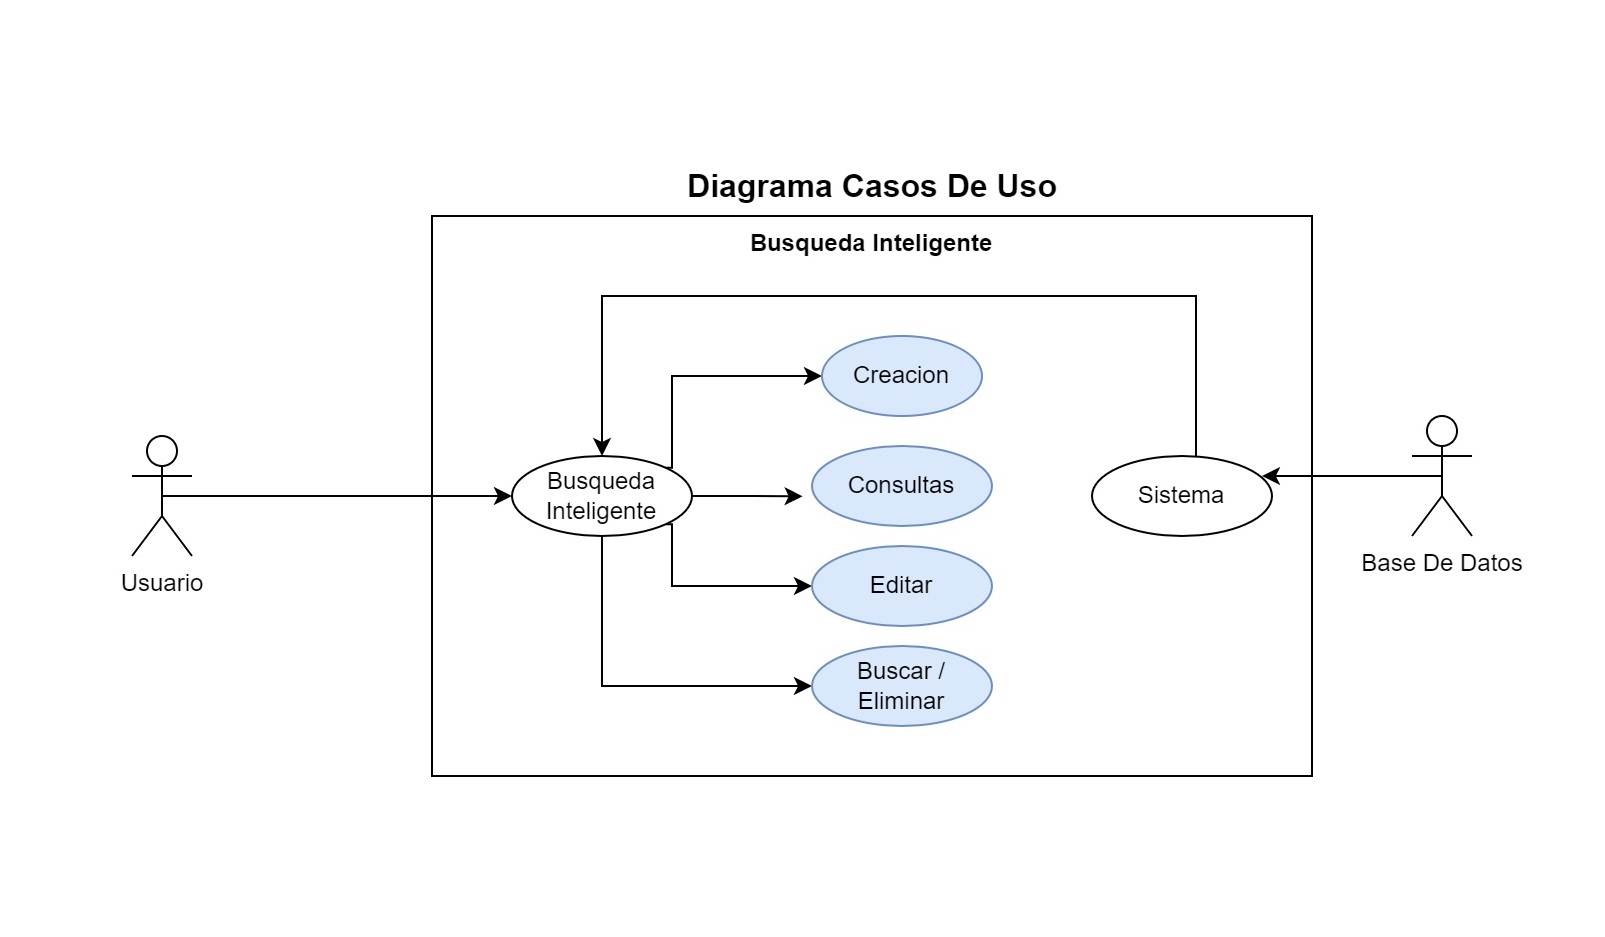 Diagrama Casos De Uso
Busqueda Inteligente
Creacion
Busqueda
Inteligente
Consultas
Sistema
Editar
Buscar /
Eliminar
Usuario
Base De Datos